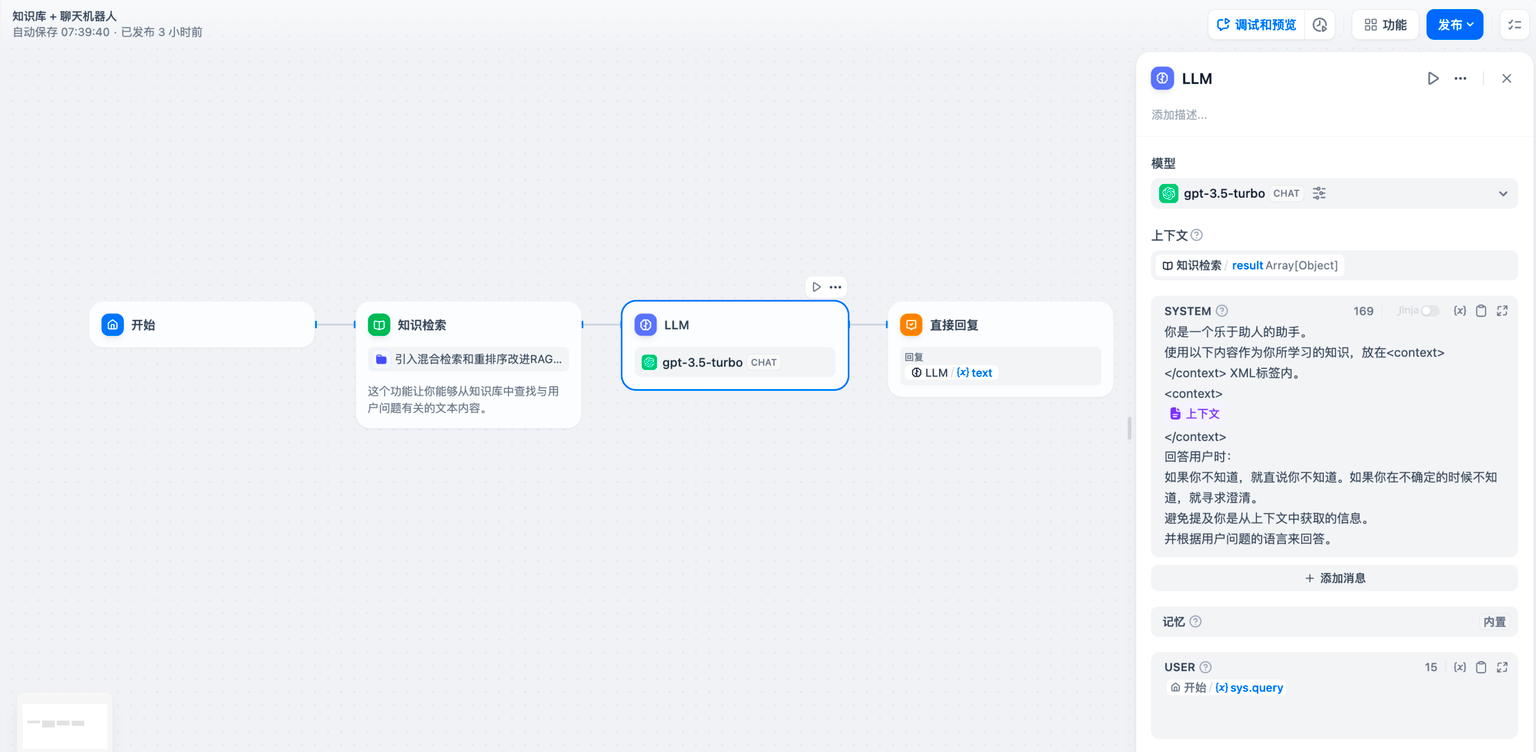 知识库 + 聊天机器人
自动保存 07:39:40 · 已发布 3 小时前
调试和预览
功能
发布
开始
知识检索
引入混合检索和重排序改进RAG...
这个功能让你能够从知识库中查找与用
户问题有关的文本内容。
LLM
gpt-3.5-turbo CHAT
直接回复
回复
LLM / {x} text
LLM
添加描述...
模型
gpt-3.5-turbo CHAT
上下文
知识检索 / result Array[Object]
SYSTEM 169 Jinja {x}
你是一个乐于助人的助手。
使用以下内容作为你所学习的知识，放在<context>
</context> XML标签内。
<context>
上下文
</context>
回答用户时：
如果你不知道，就直说你不知道。如果你在不确定的时候不知
道，就寻求澄清。
避免提及你是从上下文中获取的信息。
并根据用户问题的语言来回答。
+ 添加消息
记忆 内置
USER 15 {x}
开始 / {x} sys.query